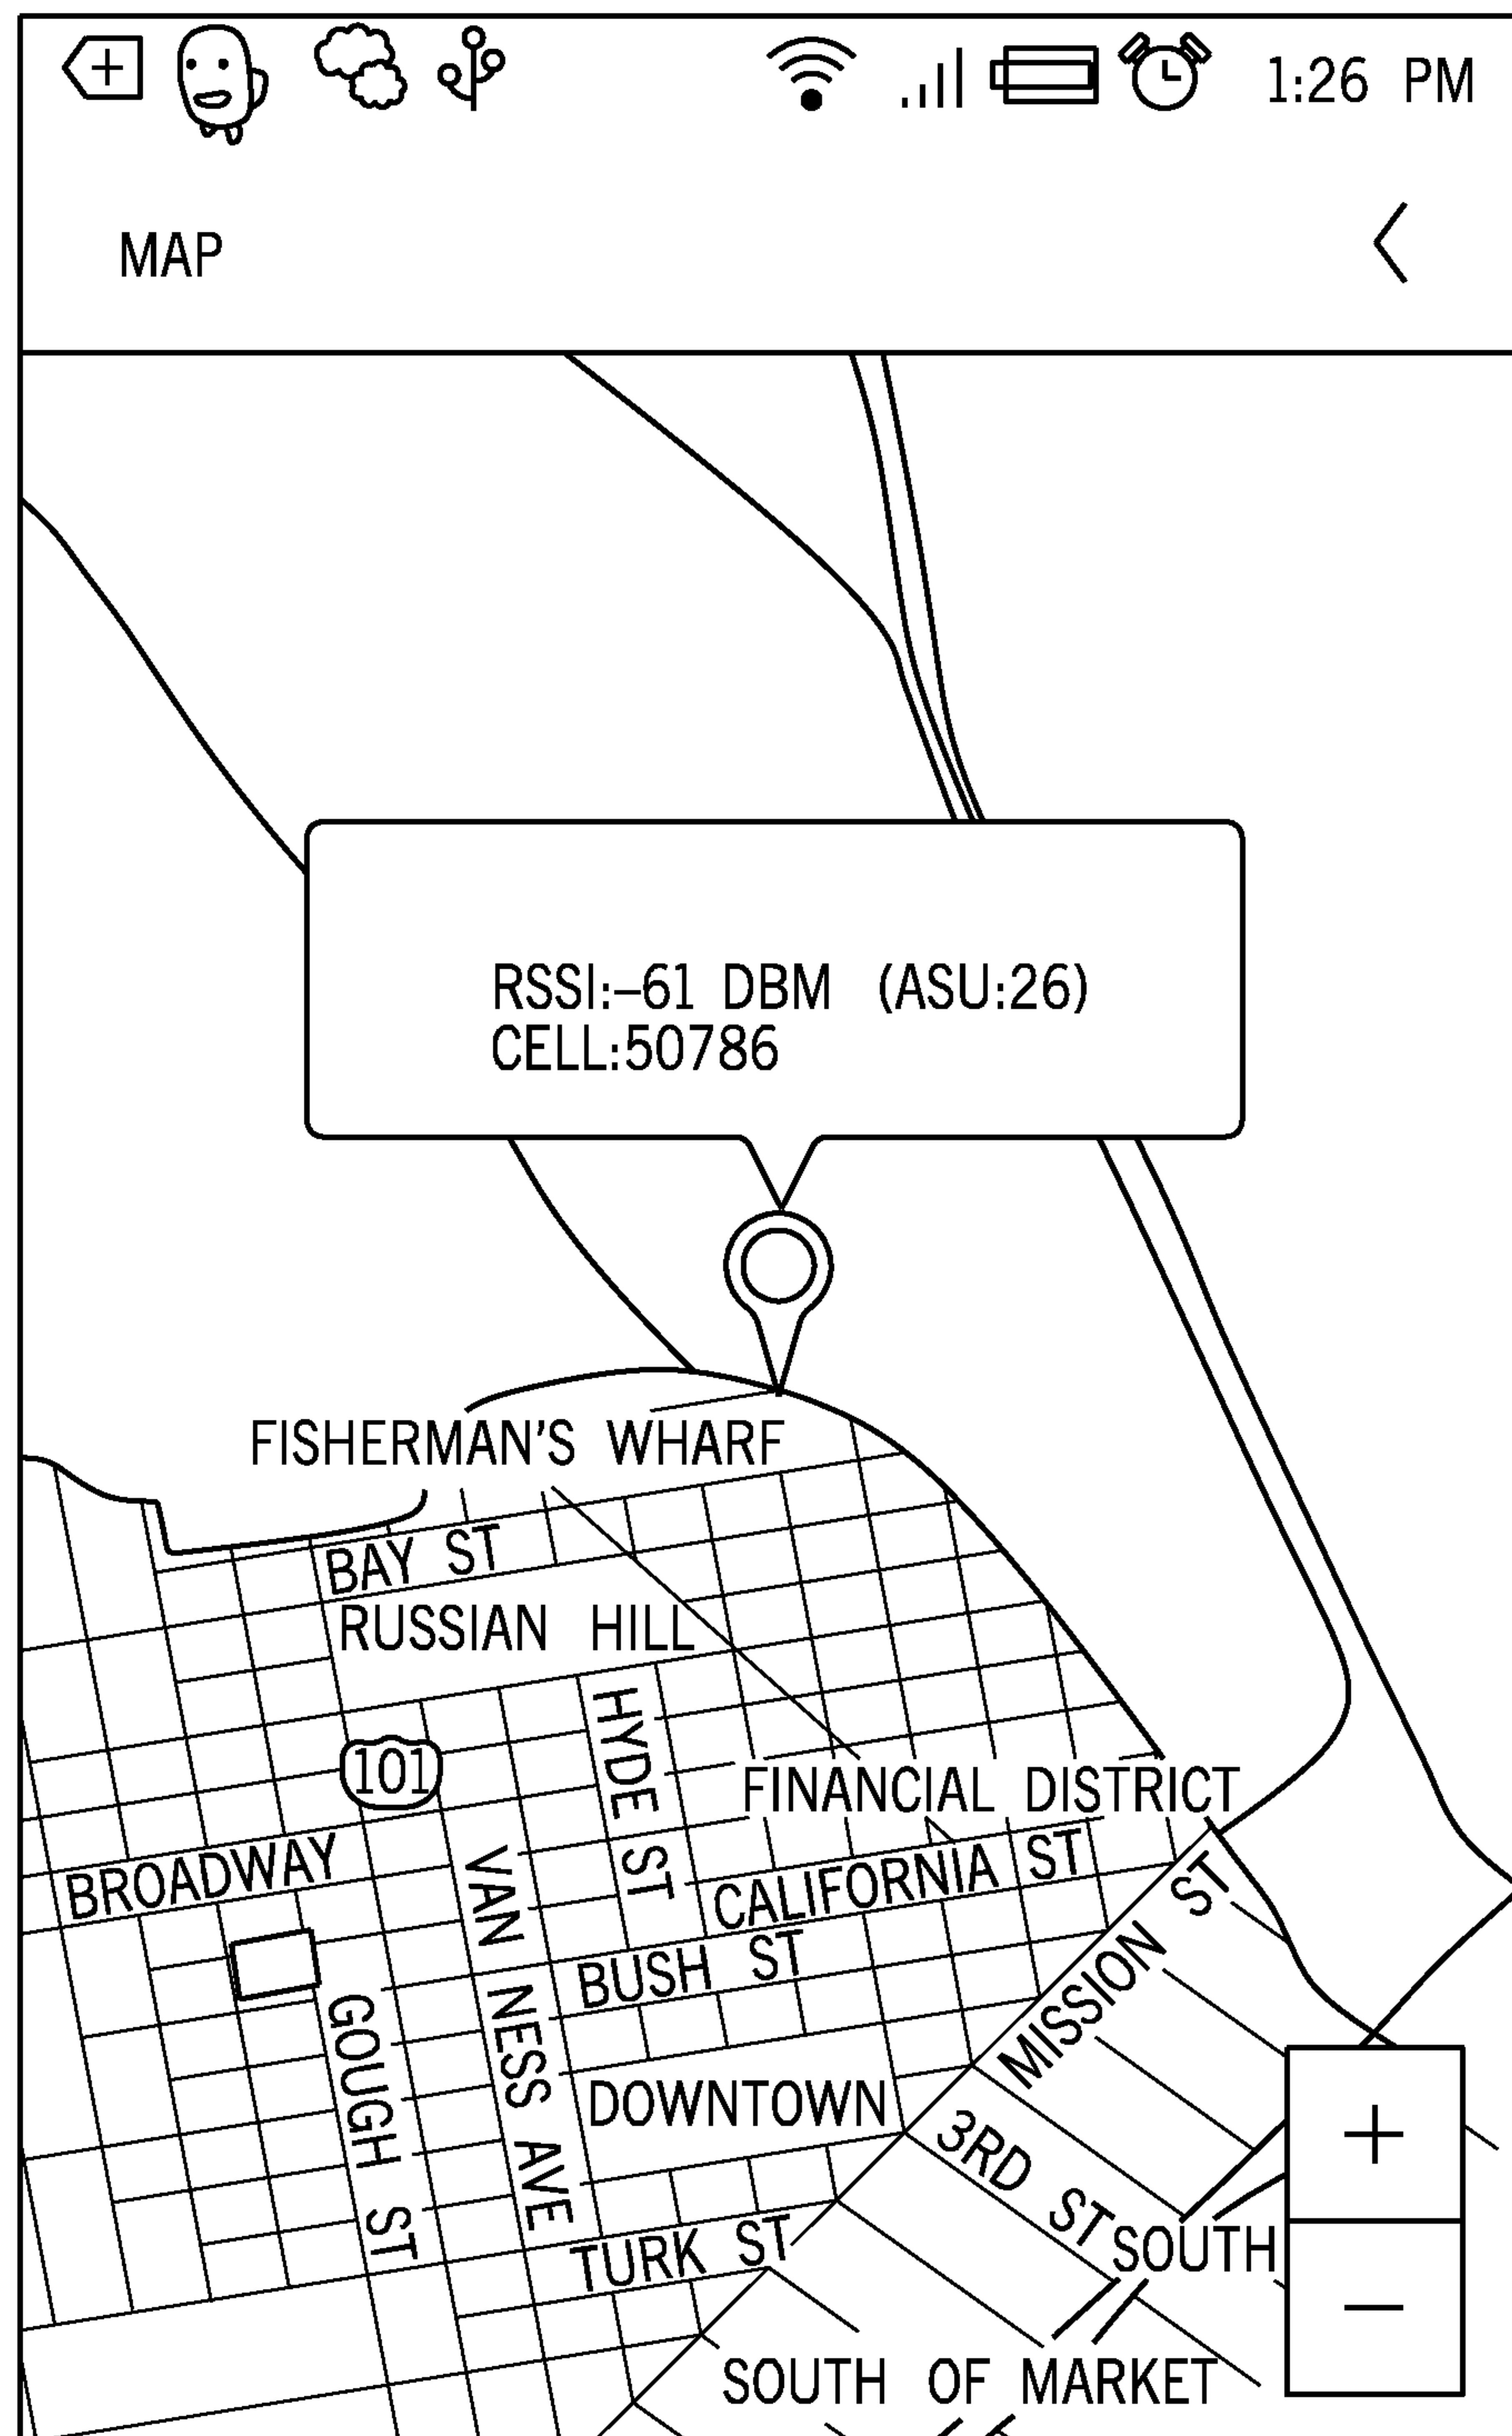 1:26 PM
MAP
RSSI:–61 DBM (ASU:26)
CELL:50786
FISHERMAN'S WHARF
BAY ST
RUSSIAN HILL
HYDE ST
101
FINANCIAL DISTRICT
BROADWAY
VAN NESS AVE
CALIFORNIA ST
BUSH ST
MISSION ST
GOUGH ST
DOWNTOWN
3RD ST
SOUTH
TURK ST
SOUTH OF MARKET
+
–